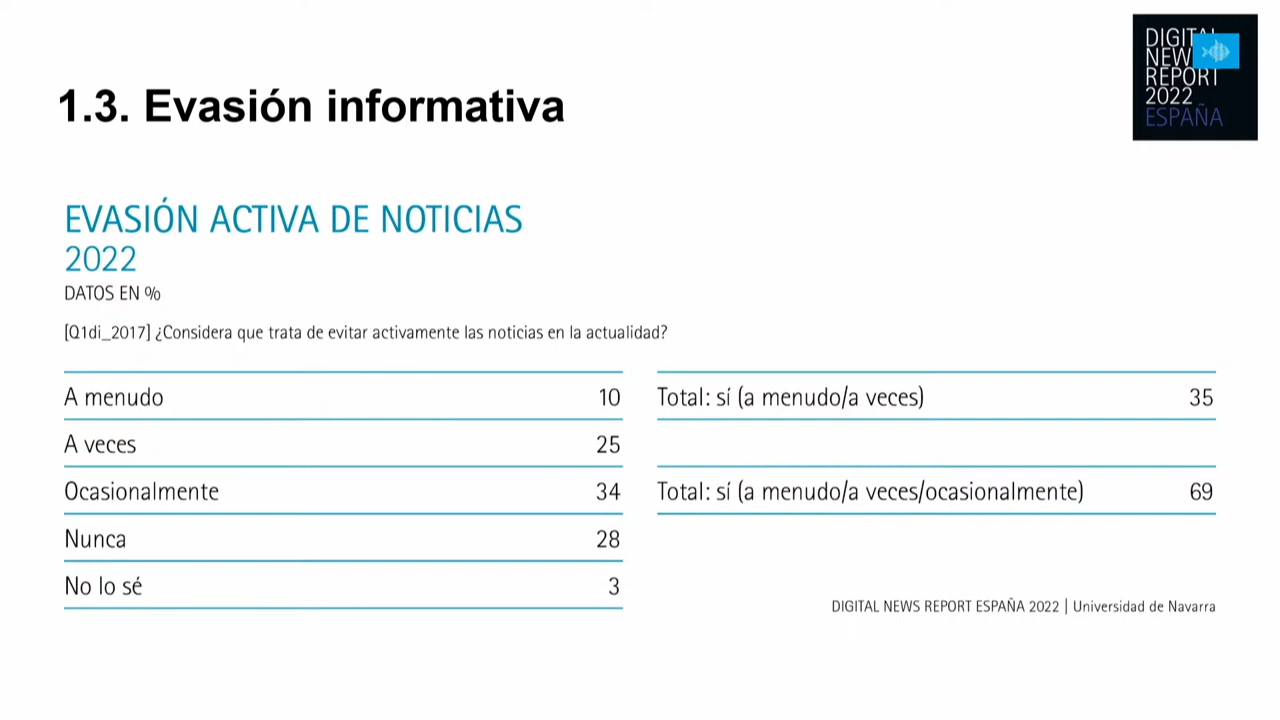 DIGITAL
NEWS
REPORT
2022
ESPAÑA
1.3. Evasión informativa
EVASIÓN ACTIVA DE NOTICIAS
2022
DATOS EN %
[Q1di_2017] ¿Considera que trata de evitar activamente las noticias en la actualidad?
A menudo 10
Total: sí (a menudo/a veces) 35
A veces 25
Ocasionalmente 34
Total: sí (a menudo/a veces/ocasionalmente) 69
Nunca 28
No lo sé 3
DIGITAL NEWS REPORT ESPAÑA 2022 | Universidad de Navarra